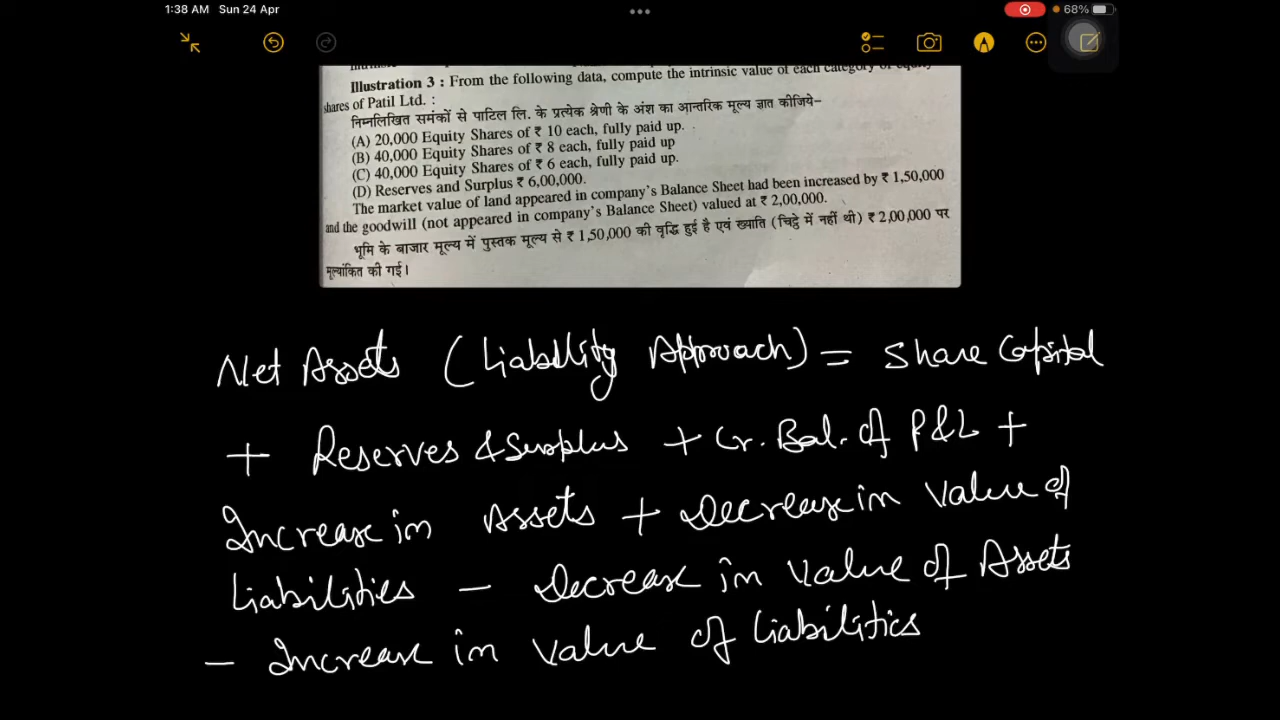 1:38 AM Sun 24 Apr
68%
Illustration 3 : From the following data, compute the intrinsic value of each category of equity
shares of Patil Ltd. :
निम्नलिखित समंकों से पाटिल लि. के प्रत्येक श्रेणी के अंश का आन्तरिक मूल्य ज्ञात कीजिये–
(A) 20,000 Equity Shares of ₹ 10 each, fully paid up.
(B) 40,000 Equity Shares of ₹ 8 each, fully paid up
(C) 40,000 Equity Shares of ₹ 6 each, fully paid up.
(D) Reserves and Surplus ₹ 6,00,000.
The market value of land appeared in company's Balance Sheet had been increased by ₹ 1,50,000
and the goodwill (not appeared in company's Balance Sheet) valued at ₹ 2,00,000.
भूमि के बाजार मूल्य में पुस्तक मूल्य से ₹ 1,50,000 की वृद्धि हुई है एवं ख्याति (चिट्ठे में नहीं थी) ₹ 2,00,000 पर
मूल्यांकित की गई।
Net Assets (Liability Approach) = Share Capital
+ Reserves & Surplus + Cr. Bal. of P&L +
Increase in Assets + Decrease in Value of
Liabilities - Decrease in Value of Assets
- Increase in Value of Liabilities